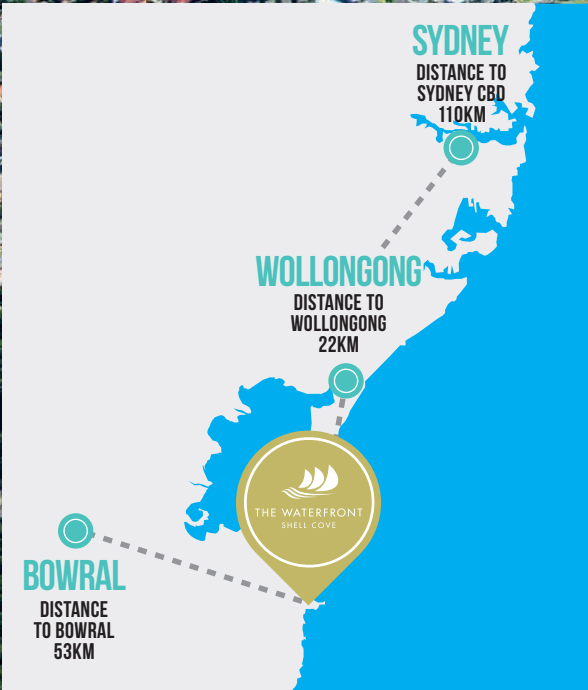 SYDNEY
DISTANCE TO
SYDNEY CBD
110KM
WOLLONGONG
DISTANCE TO
WOLLONGONG
22KM
THE WATERFRONT
SHELL COVE
BOWRAL
DISTANCE
TO BOWRAL
53KM